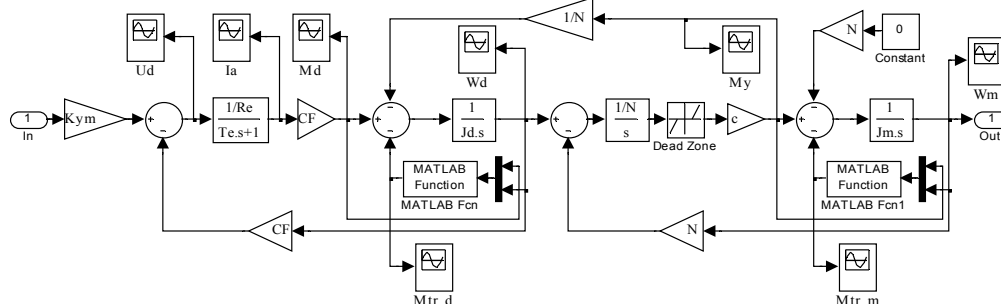 1/N
N
0
Constant
Ud
Ia
Md
Wd
My
Wm
1
In
Kym
1/Re
Te.s+1
CF
1
Jd.s
1/N
s
Dead Zone
c
1
Jm.s
1
Out
MATLAB
Function
MATLAB Fcn
MATLAB
Function
MATLAB Fcn1
CF
N
Mtr_d
Mtr_m